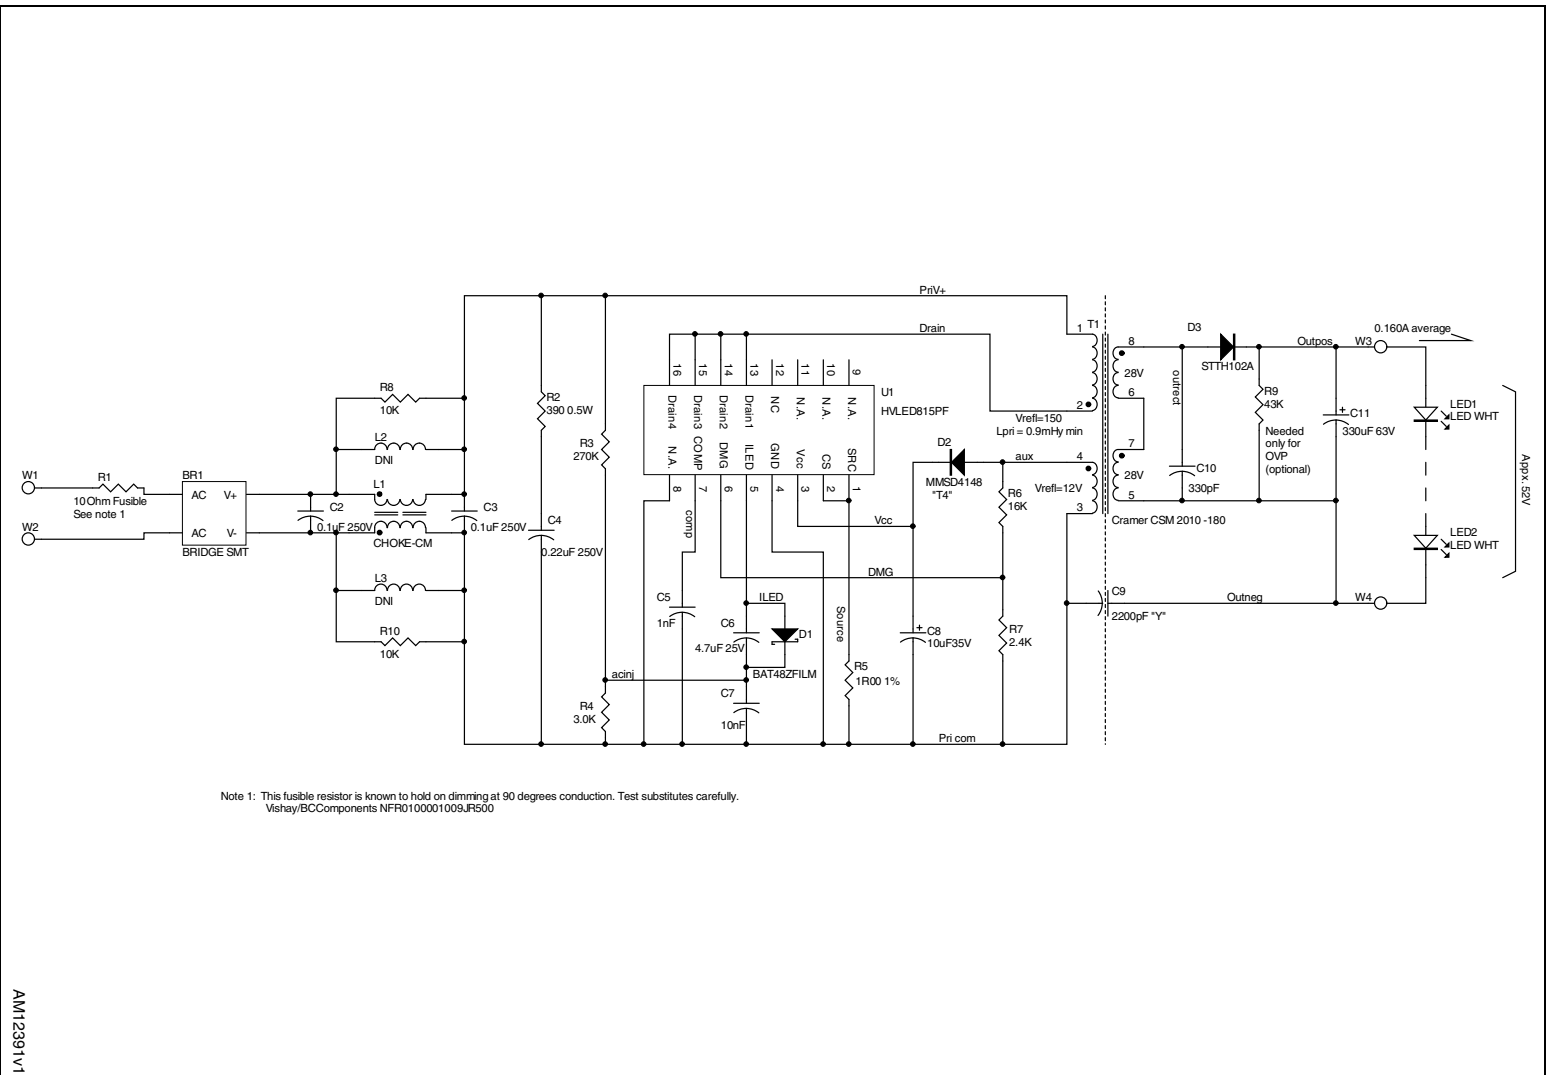 PriV+
Drain
W1
R1
10 Ohm Fusible
See note 1
W2
BR1
AC V+
AC V-
BRIDGE SMT
C2
0.1uF 250V
R8
10K
L2
DNI
L1
CHOKE-CM
L3
DNI
R10
10K
C3
0.1uF 250V
R2
390 0.5W
C4
0.22uF 250V
R3
270K
R4
3.0K
acinj
16 15 14 13 12 11 10 9
Drain4 Drain3 Drain2 Drain1 NC N.A. N.A. N.A.
N.A. COMP DMG ILED GND Vcc CS SRC
8 7 6 5 4 3 2 1
U1
HVLED815PF
comp
C5
1nF
ILED
C6
4.7uF 25V
D1
BAT48ZFILM
C7
10nF
Source
R5
1R00 1%
Vcc
DMG
C8
10uF35V
D2
MMSD4148
"T4"
aux
R6
16K
R7
2.4K
Pri com
T1
1
2
Vrefl=150
Lpri = 0.9mHy min
4
Vrefl=12V
3
8
28V
6
7
28V
5
Cramer CSM 2010 -180
C9
2200pF "Y"
outrect
C10
330pF
D3
STTH102A
R9
43K
Needed
only for
OVP
(optional)
Outpos
W3
0.160A average
C11
330uF 63V
LED1
LED WHT
LED2
LED WHT
Appx. 52V
Outneg
W4
Note 1: This fusible resistor is known to hold on dimming at 90 degrees conduction. Test substitutes carefully.
Vishay/BCComponents NFR0100001009JR500
AM12391v1